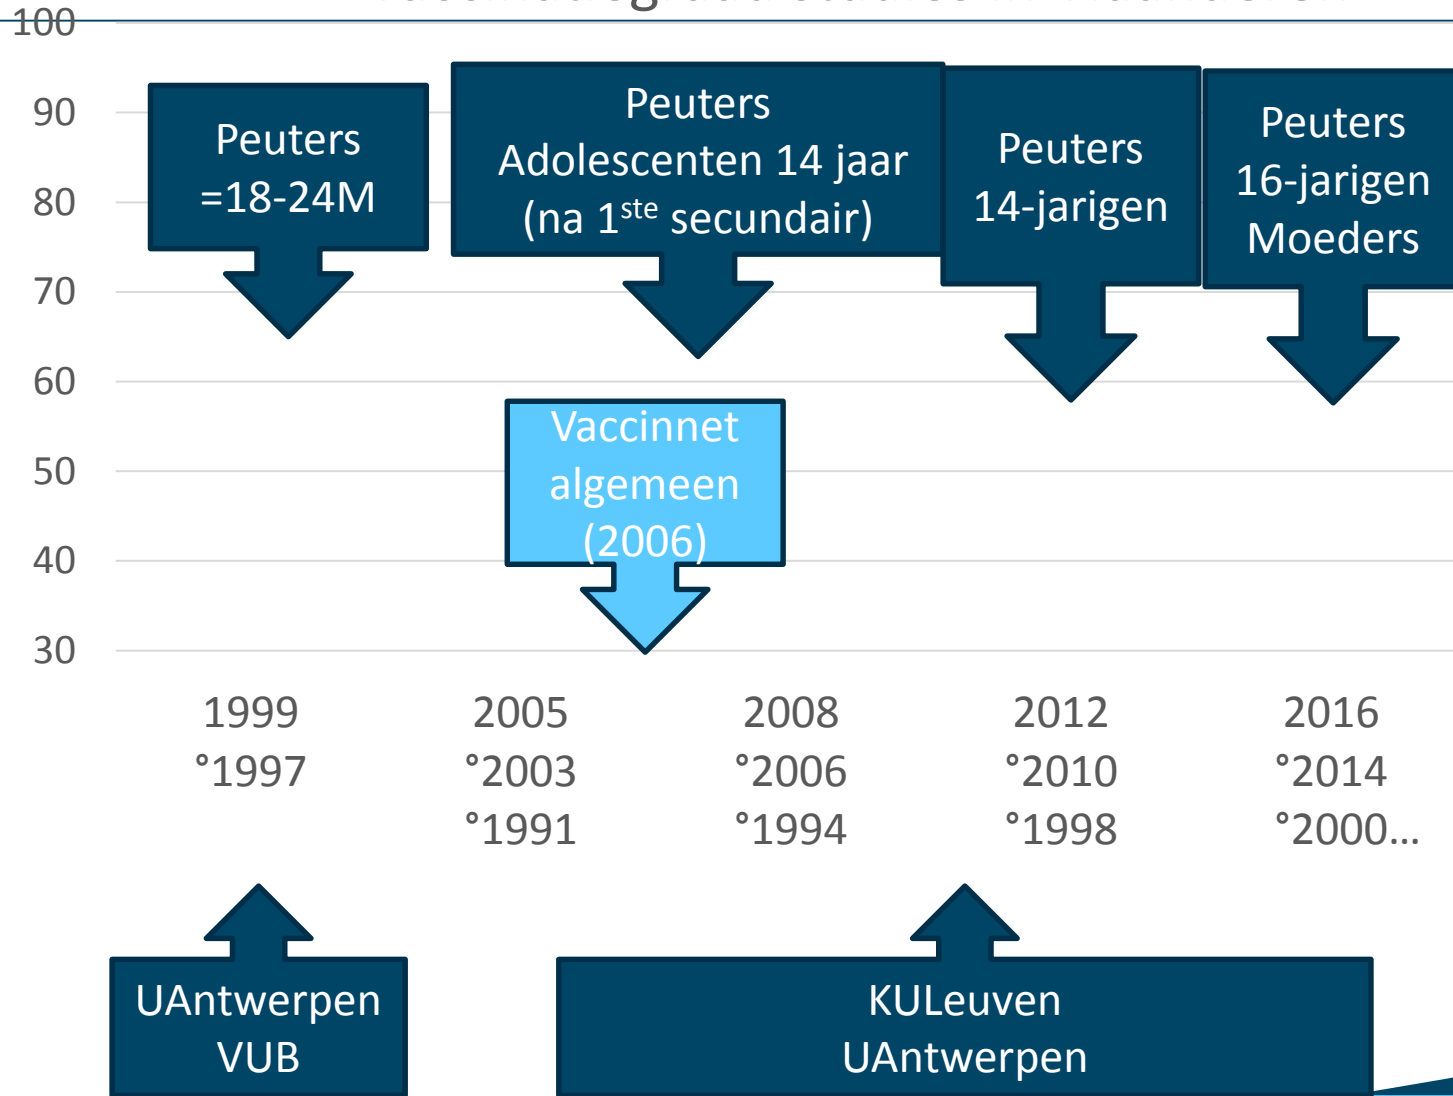 100
90
80
70
60
50
40
30
Peuters
=18-24M
Peuters
Adolescenten 14 jaar
(na 1ste secundair)
Peuters
14-jarigen
Peuters
16-jarigen
Moeders
Vaccinnet
algemeen
(2006)
1999 2005 2008 2012 2016
°1997 °2003 °2006 °2010 °2014
°1991 °1994 °1998 °2000...
UAntwerpen
VUB
KULeuven
UAntwerpen